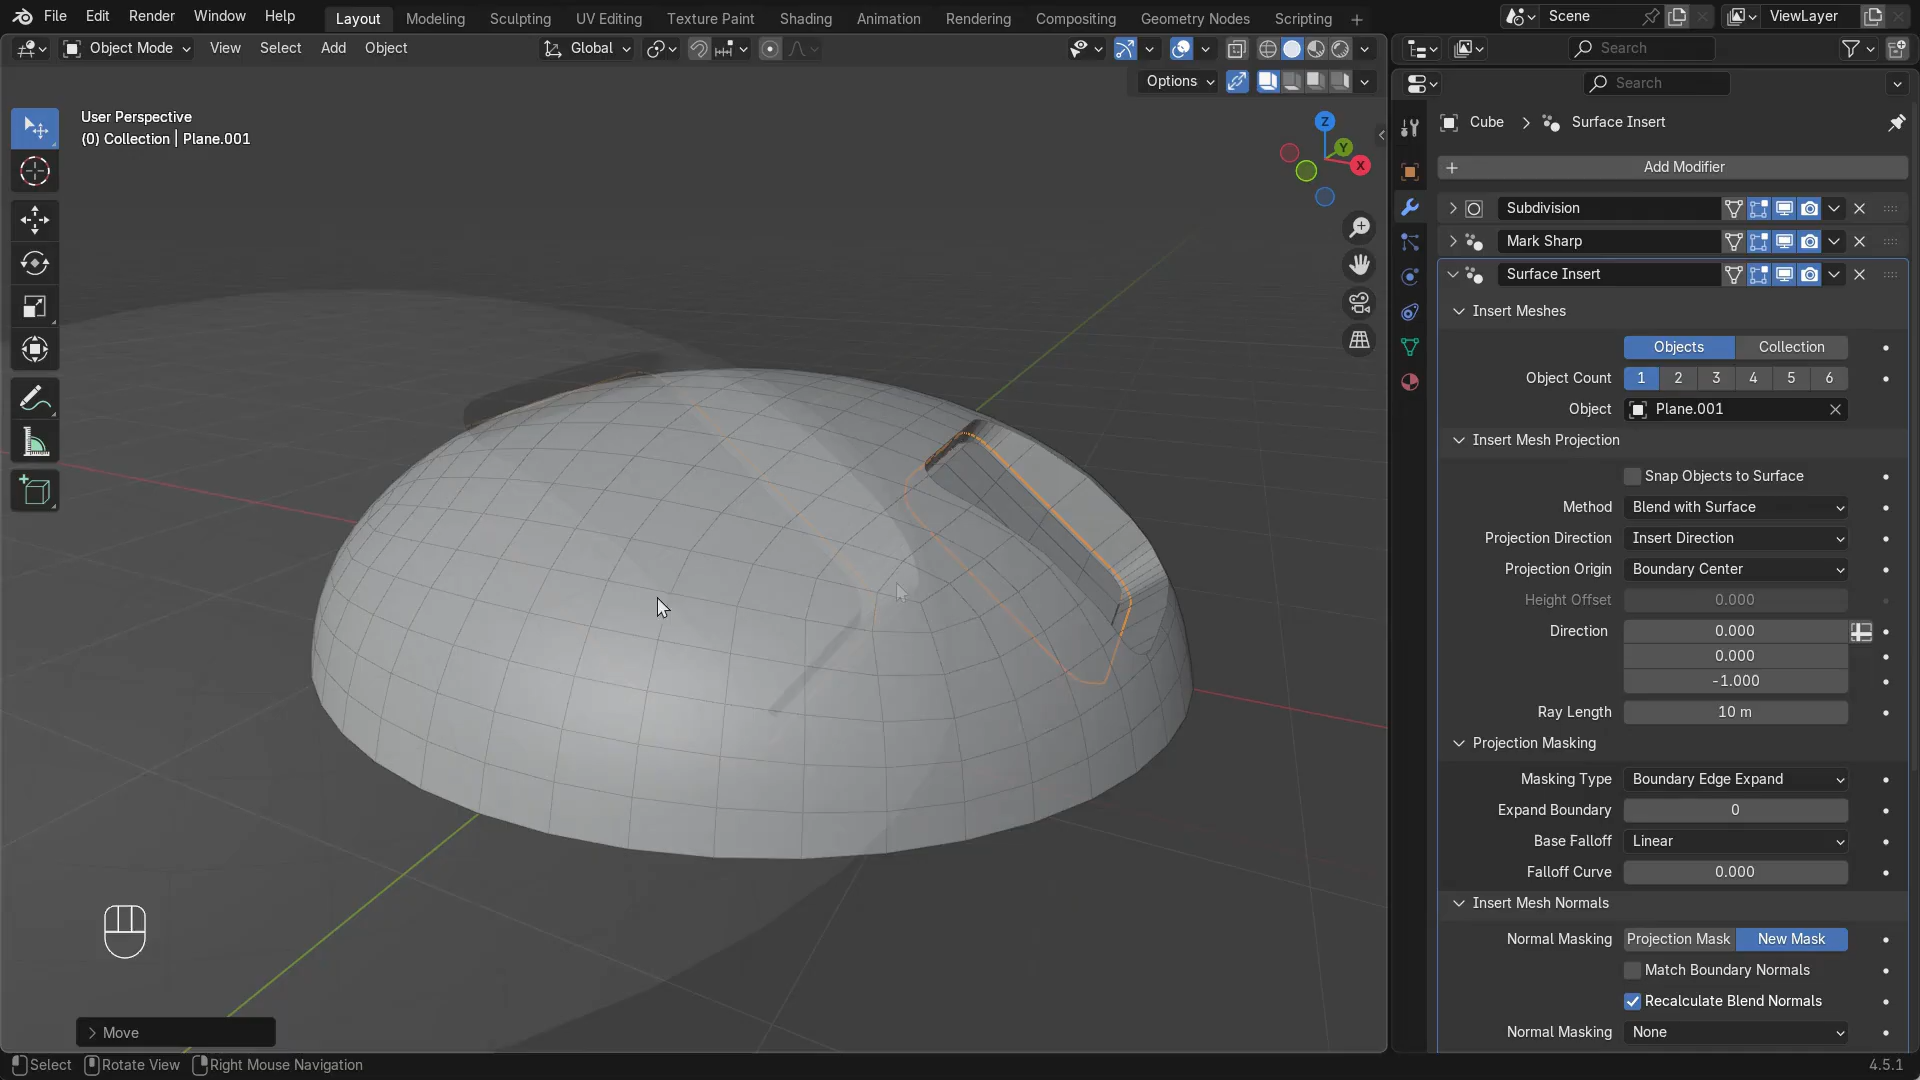 File Edit Render Window Help Layout Modeling Sculpting UV Editing Texture Paint Shading Animation Rendering Compositing Geometry Nodes Scripting + Scene ViewLayer
Object Mode View Select Add Object Global Search
Options Search
User Perspective
(0) Collection | Plane.001
Z
Y
X
Cube > Surface Insert
+ Add Modifier
Subdivision
Mark Sharp
Surface Insert
Insert Meshes
Objects Collection
Object Count 1 2 3 4 5 6
Object Plane.001
Insert Mesh Projection
Snap Objects to Surface
Method Blend with Surface
Projection Direction Insert Direction
Projection Origin Boundary Center
Height Offset 0.000
Direction 0.000
0.000
-1.000
Ray Length 10 m
Projection Masking
Masking Type Boundary Edge Expand
Expand Boundary 0
Base Falloff Linear
Falloff Curve 0.000
Insert Mesh Normals
Normal Masking Projection Mask New Mask
Match Boundary Normals
Recalculate Blend Normals
Normal Masking None
Move
Select Rotate View Right Mouse Navigation 4.5.1